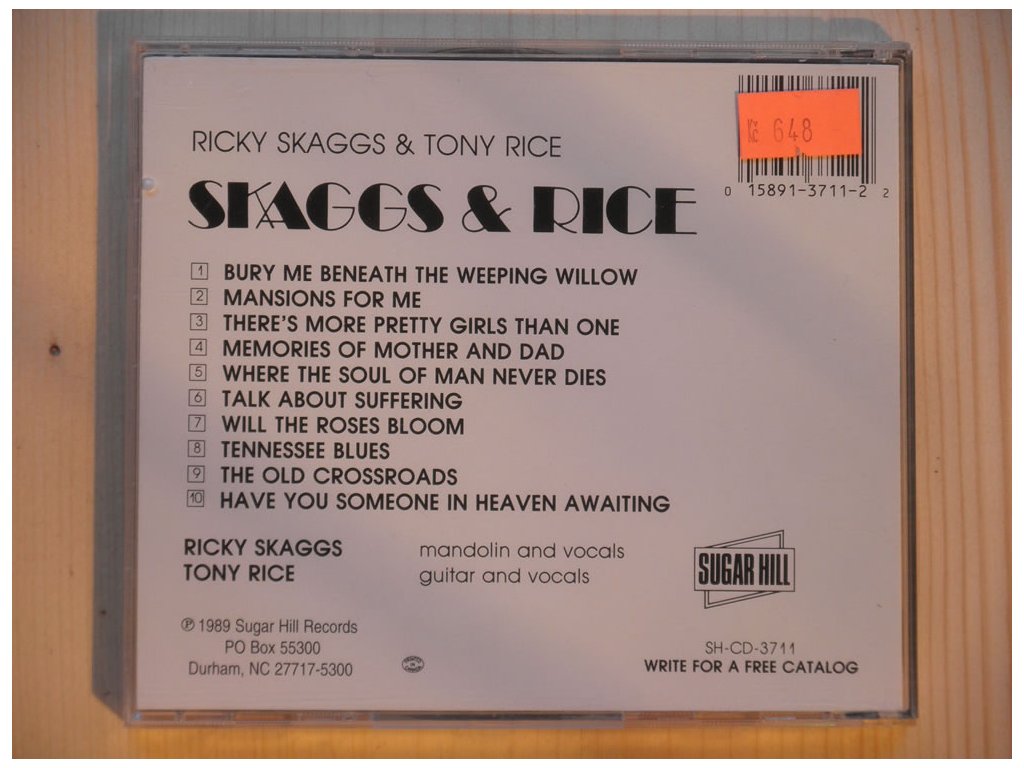 Kč 648
0 15891-3711-2 2
RICKY SKAGGS & TONY RICE
SKAGGS & RICE
1 BURY ME BENEATH THE WEEPING WILLOW
2 MANSIONS FOR ME
3 THERE'S MORE PRETTY GIRLS THAN ONE
4 MEMORIES OF MOTHER AND DAD
5 WHERE THE SOUL OF MAN NEVER DIES
6 TALK ABOUT SUFFERING
7 WILL THE ROSES BLOOM
8 TENNESSEE BLUES
9 THE OLD CROSSROADS
10 HAVE YOU SOMEONE IN HEAVEN AWAITING
RICKY SKAGGS mandolin and vocals
TONY RICE guitar and vocals
SUGAR HILL
℗ 1989 Sugar Hill Records
PO Box 55300
Durham, NC 27717-5300
SH-CD-3711
WRITE FOR A FREE CATALOG